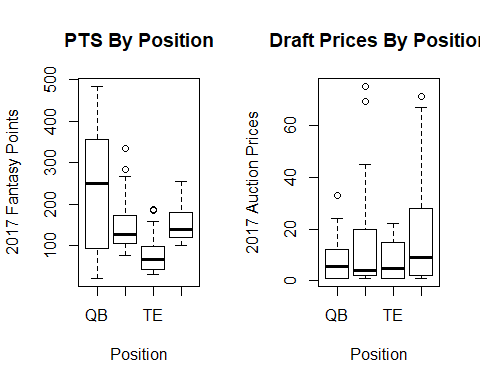 PTS By Position
2017 Fantasy Points
100 200 300 400 500
QB TE
Position
Draft Prices By Position
2017 Auction Prices
0 20 40 60
QB TE
Position